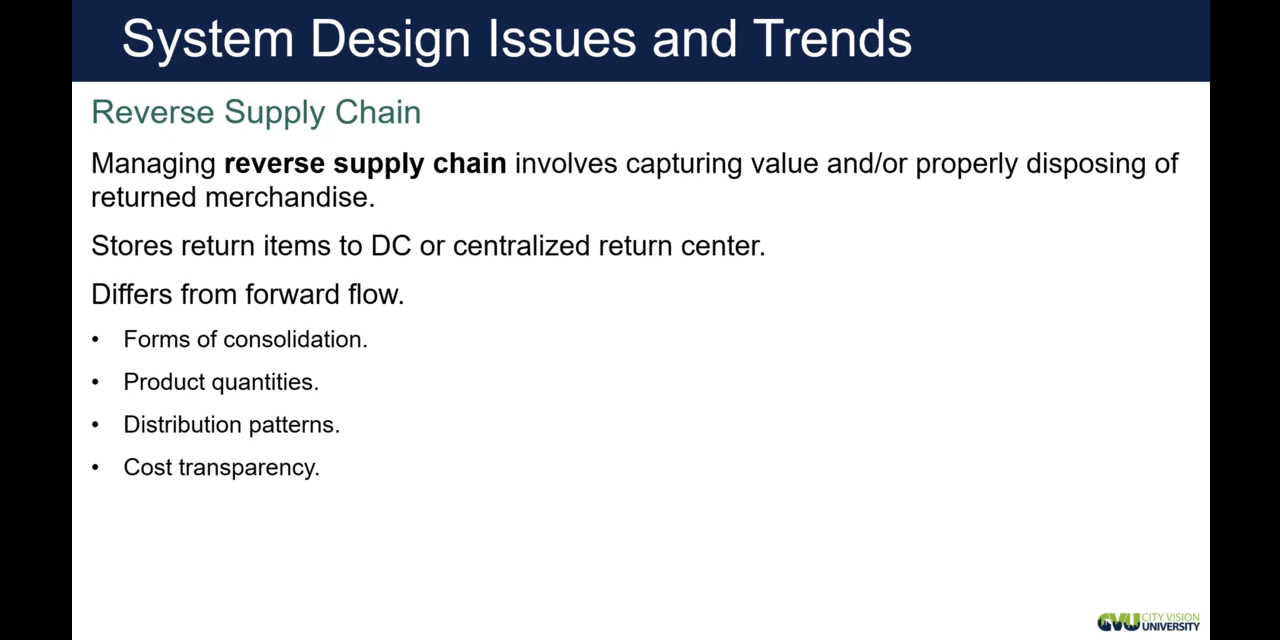 System Design Issues and Trends
Reverse Supply Chain
Managing reverse supply chain involves capturing value and/or properly disposing of
returned merchandise.
Stores return items to DC or centralized return center.
Differs from forward flow.
• Forms of consolidation.
• Product quantities.
• Distribution patterns.
• Cost transparency.
CVU CITY VISION
UNIVERSITY